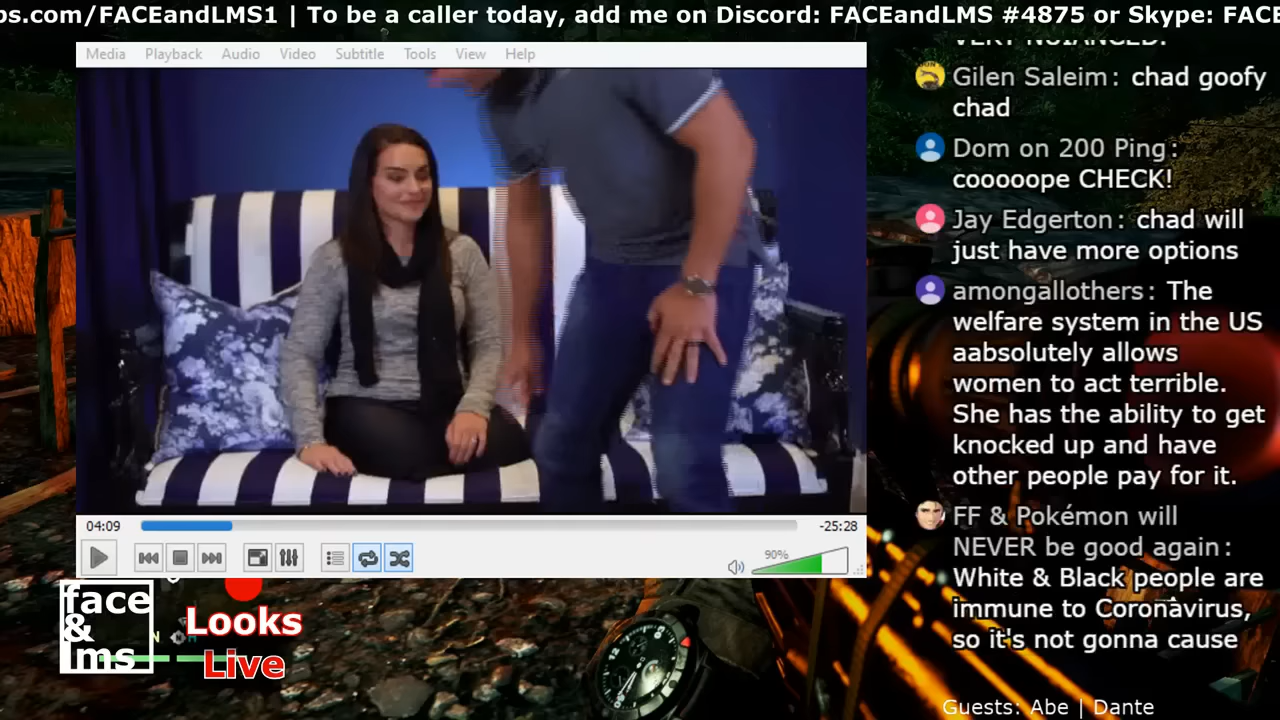 os.com/FACEandLMS1 | To be a caller today, add me on Discord: FACEandLMS #4875 or Skype: FACE
Media Playback Audio Video Subtitle Tools View Help
04:09
-25:28
90%
face
&
lms
Looks
Live
VERY NUIANCED.
Gilen Saleim: chad goofy
chad
Dom on 200 Ping:
cooooope CHECK!
Jay Edgerton: chad will
just have more options
amongallothers: The
welfare system in the US
aabsolutely allows
women to act terrible.
She has the ability to get
knocked up and have
other people pay for it.
FF & Pokémon will
NEVER be good again:
White & Black people are
immune to Coronavirus,
so it's not gonna cause
Guests: Abe | Dante